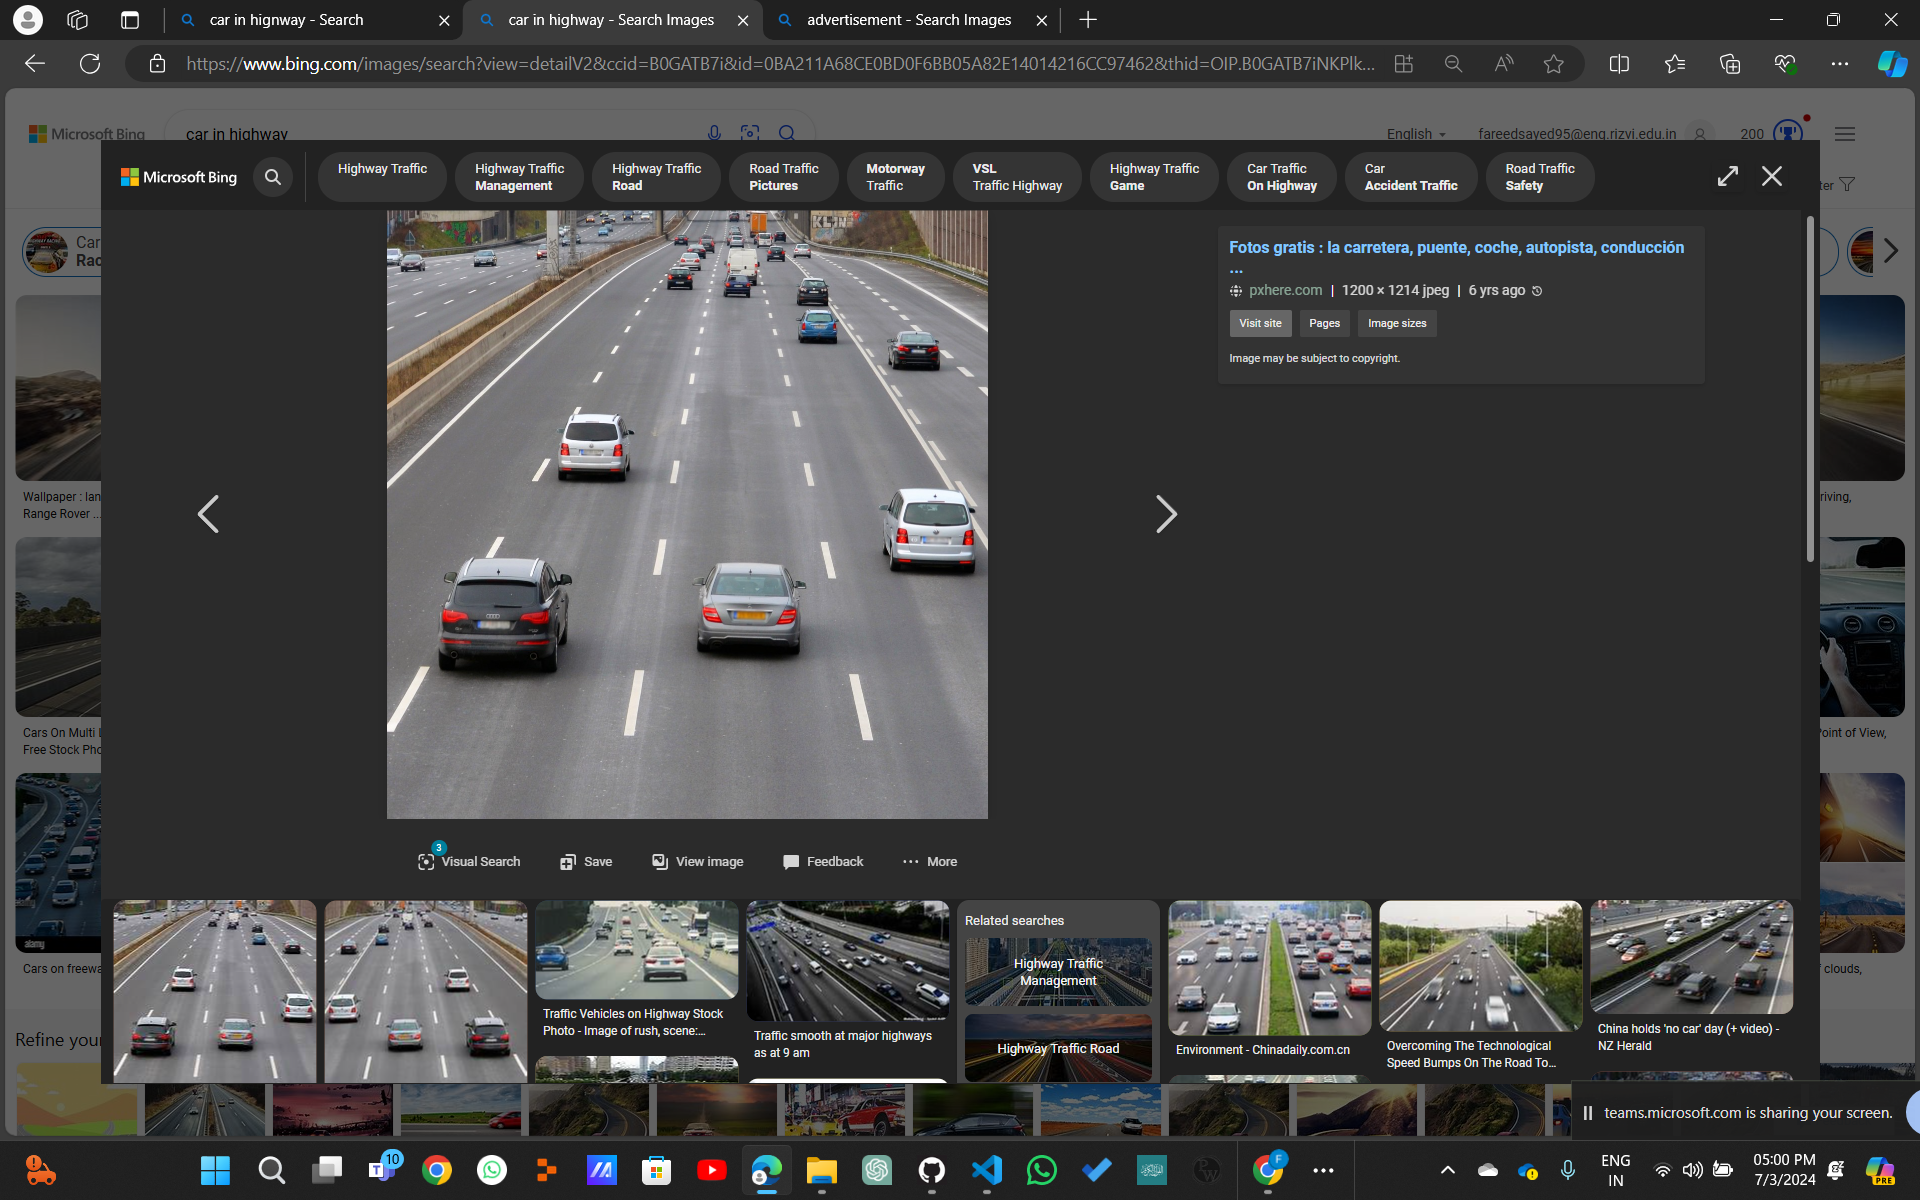 car in highway - Search
car in highway - Search Images
advertisement - Search Images
https://www.bing.com/images/search?view=detailV2&ccid=B0GATB7i&id=0BA211A68CE0BD0F6BB05A82E14014216CC97462&thid=OIP.B0GATB7iNKPlk...
Microsoft Bing
car in highway
English
fareedsayed95@eng.rizvi.edu.in
200
Microsoft Bing
Highway Traffic
Highway Traffic
Management
Highway Traffic
Road
Road Traffic
Pictures
Motorway
Traffic
VSL
Traffic Highway
Highway Traffic
Game
Car Traffic
On Highway
Car
Accident Traffic
Road Traffic
Safety
Car
Rac
Fotos gratis : la carretera, puente, coche, autopista, conducción
...
pxhere.com | 1200 × 1214 jpeg | 6 yrs ago
Visit site
Pages
Image sizes
Image may be subject to copyright.
Wallpaper : lan
Range Rover ...
riving,
Cars On Multi L
Free Stock Pho
oint of View,
3
Visual Search
Save
View image
Feedback
More
alamy
Cars on freewa
clouds,
Refine your
Traffic Vehicles on Highway Stock
Photo - Image of rush, scene:...
Traffic smooth at major highways
as at 9 am
Related searches
Highway Traffic
Management
Highway Traffic Road
Environment - Chinadaily.com.cn
Overcoming The Technological
Speed Bumps On The Road To...
China holds 'no car' day (+ video) -
NZ Herald
teams.microsoft.com is sharing your screen.
10
F
ENG
IN
05:00 PM
7/3/2024
PRE